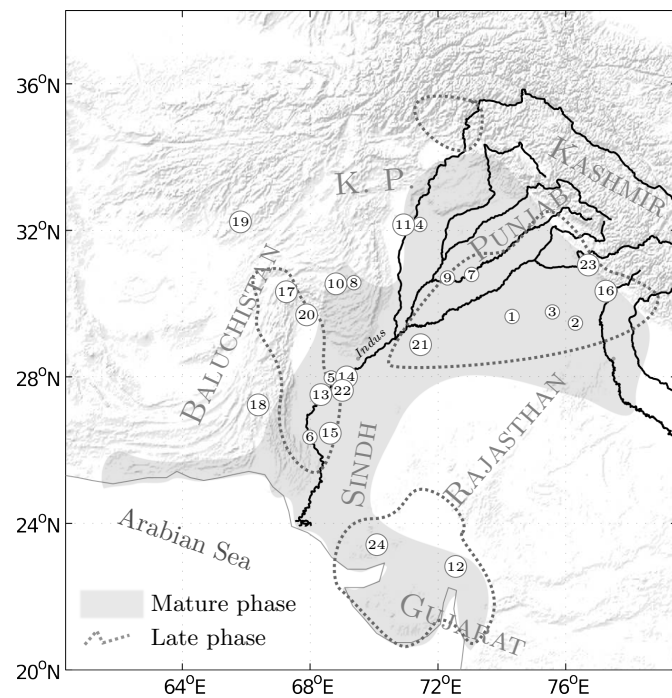 36°N
KASHMIR
K. P.
PUNJAB
19
32°N
11
4
23
9
7
10
8
17
16
BALUCHISTAN
20
1
3
2
Indus
21
28°N
5
14
13
22
18
RAJASTHAN
6
15
SINDH
24°N
Arabian Sea
24
12
Mature phase
GUJARAT
Late phase
20°N
64°E
68°E
72°E
76°E